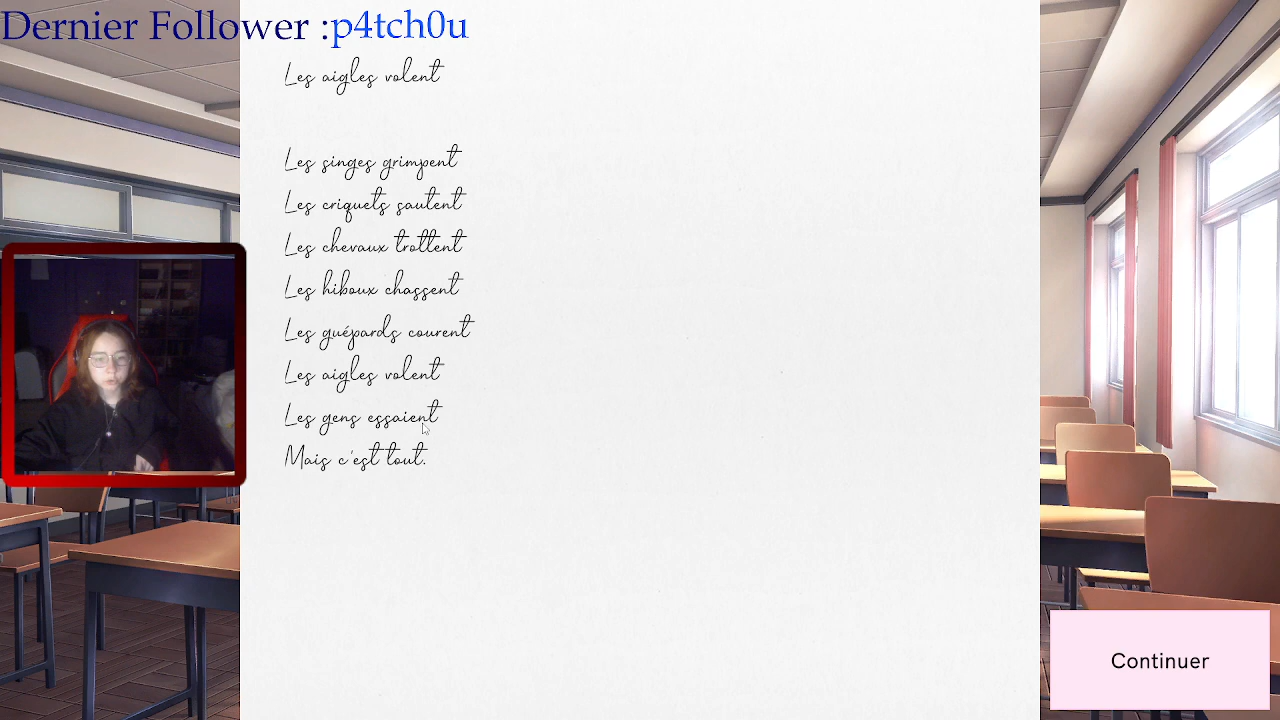 Dernier Follower :p4tch0u
Les aigles volent
Les singes grimpent
Les criquets sautent
Les chevaux trottent
Les hiboux chassent
Les guépards courent
Les aigles volent
Les gens essaient
Mais c'est tout.
Continuer